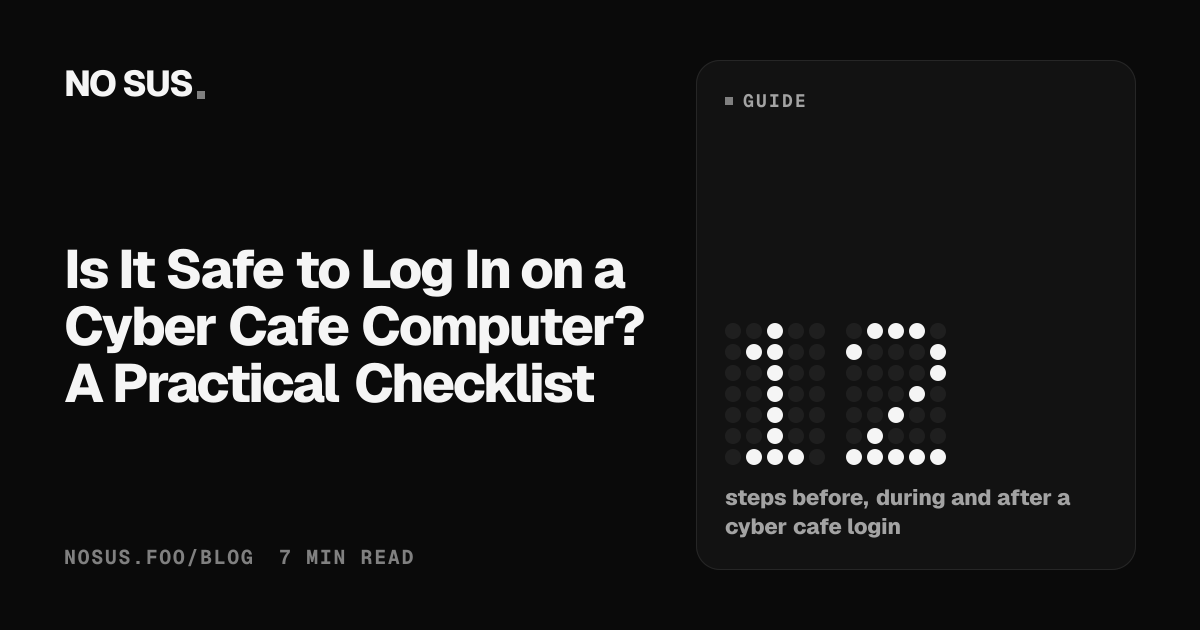 NO SUS.
Is It Safe to Log In on a
Cyber Cafe Computer?
A Practical Checklist
NOSUS.FOO/BLOG 7 MIN READ
GUIDE
12
steps before, during and after a
cyber cafe login